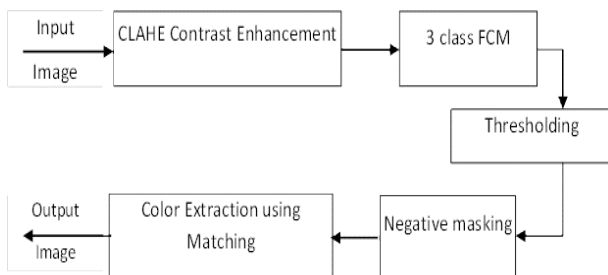 Input
Image
CLAHE Contrast Enhancement
3 class FCM
Thresholding
Negative masking
Color Extraction using
Matching
Output
Image